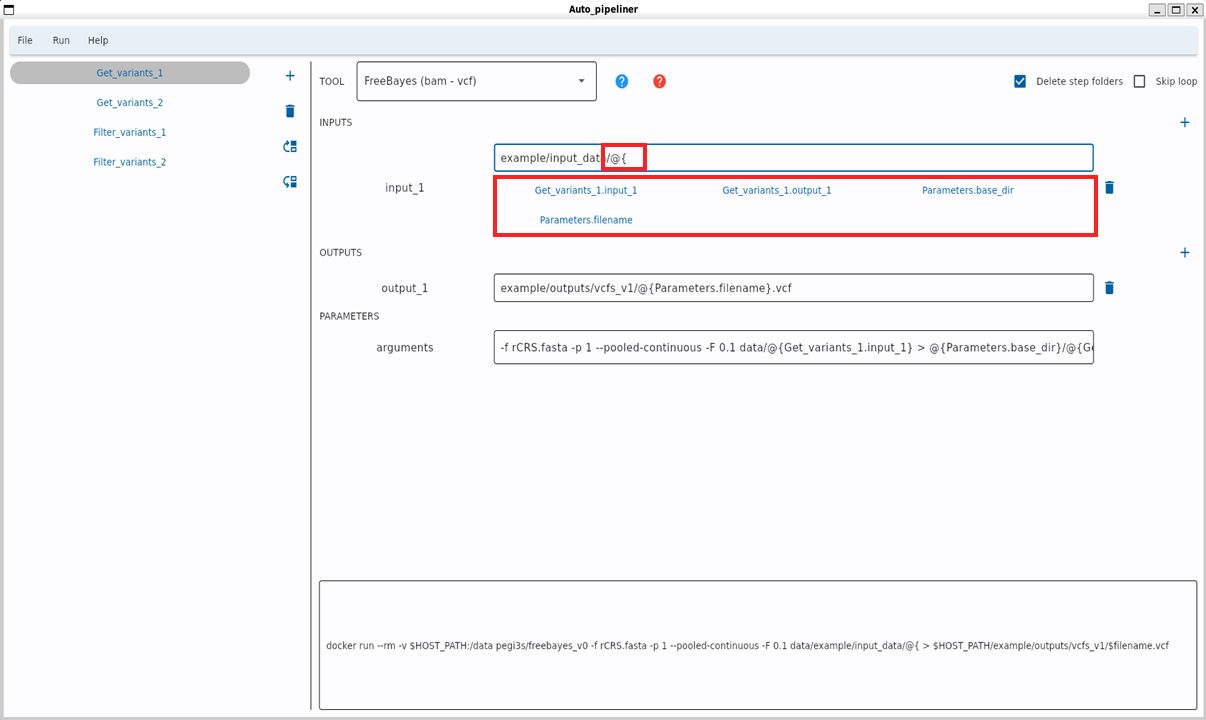 Auto_pipeliner
File Run Help
Get_variants_1
Get_variants_2
Filter_variants_1
Filter_variants_2
TOOL FreeBayes (bam - vcf) ? ? Delete step folders Skip loop
INPUTS
example/input_data/@{
input_1
Get_variants_1.input_1 Get_variants_1.output_1 Parameters.base_dir
Parameters.filename
OUTPUTS
output_1 example/outputs/vcfs_v1/@{Parameters.filename}.vcf
PARAMETERS
arguments -f rCRS.fasta -p 1 --pooled-continuous -F 0.1 data/@{Get_variants_1.input_1} > @{Parameters.base_dir}/@{Ge
docker run --rm -v $HOST_PATH:/data pegi3s/freebayes_v0 -f rCRS.fasta -p 1 --pooled-continuous -F 0.1 data/example/input_data/@{ > $HOST_PATH/example/outputs/vcfs_v1/$filename.vcf